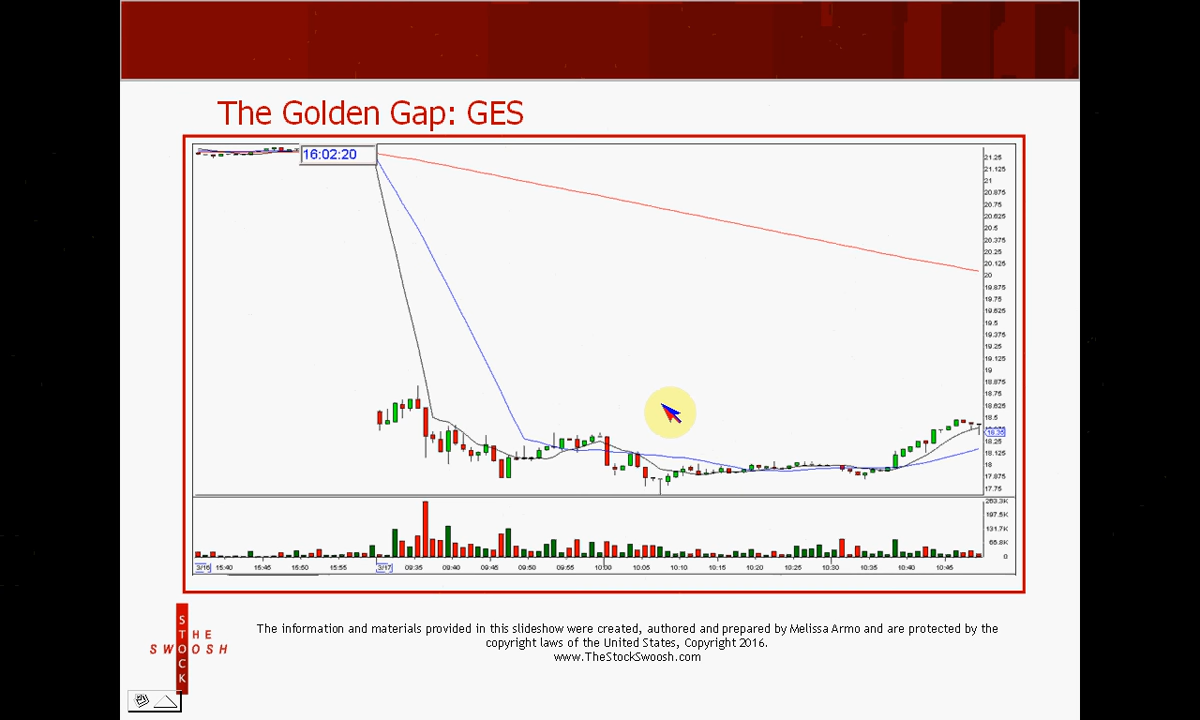 The Golden Gap: GES
16:02:20
21.25
21.125
21
20.875
20.75
20.625
20.5
20.375
20.25
20.125
20
19.875
19.75
19.625
19.5
19.375
19.25
19.125
19
18.875
18.75
18.625
18.5
18.25
18.125
18
17.875
17.75
263.3K
197.5K
131.7K
65.8K
0
3/16 15:40 15:45 15:50 15:55 3/17 09:35 09:40 09:45 09:50 09:55 10:00 10:05 10:10 10:15 10:20 10:25 10:30 10:35 10:40 10:45
The information and materials provided in this slideshow were created, authored and prepared by Melissa Armo and are protected by the
copyright laws of the United States, Copyright 2016.
www.TheStockSwoosh.com
THE
STOCK
SWOOSH